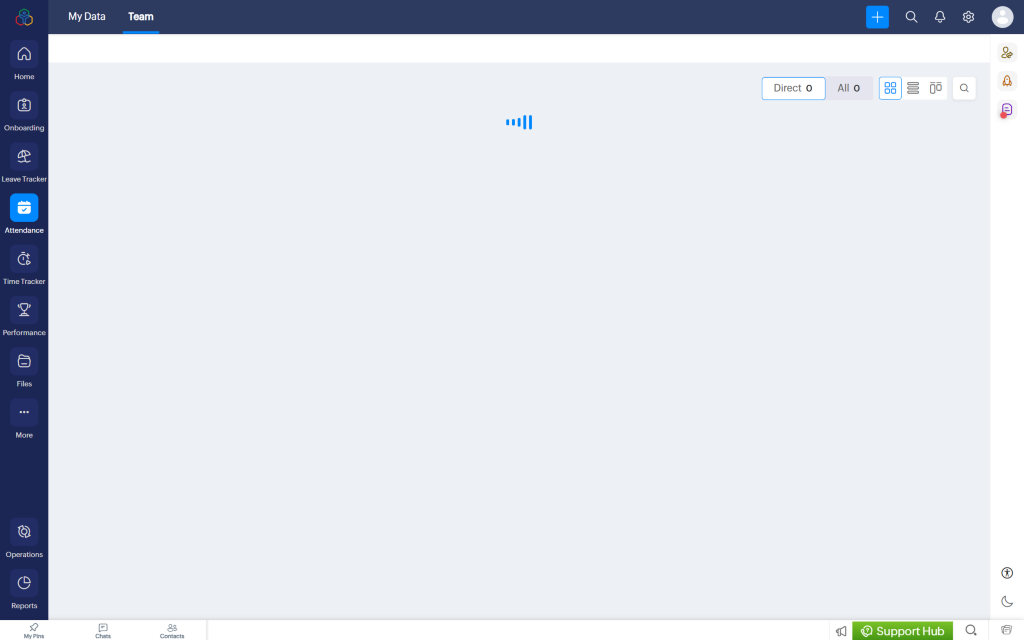 My Data
Team
Home
Onboarding
Leave Tracker
Attendance
Time Tracker
Performance
Files
More
Operations
Reports
Direct 0
All 0
My Pins
Chats
Contacts
Support Hub